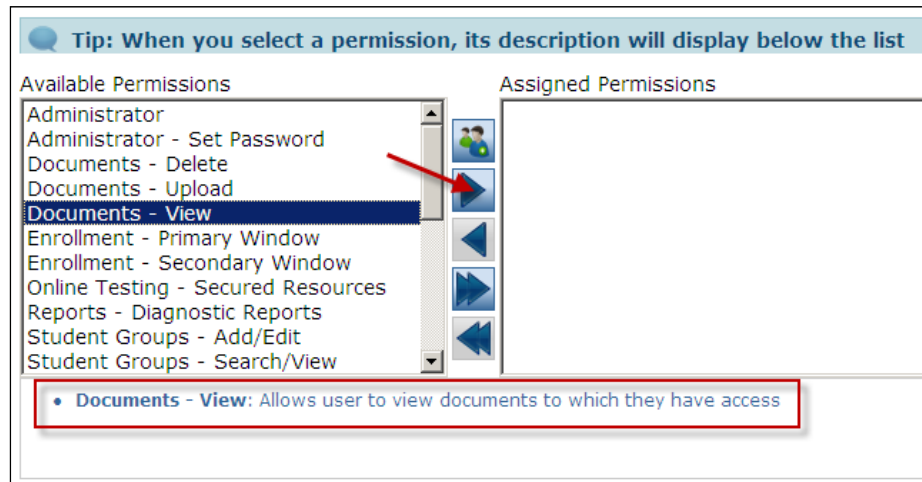 Tip: When you select a permission, its description will display below the list
Available Permissions
Assigned Permissions
Administrator
Administrator - Set Password
Documents - Delete
Documents - Upload
Documents - View
Enrollment - Primary Window
Enrollment - Secondary Window
Online Testing - Secured Resources
Reports - Diagnostic Reports
Student Groups - Add/Edit
Student Groups - Search/View
• Documents - View: Allows user to view documents to which they have access